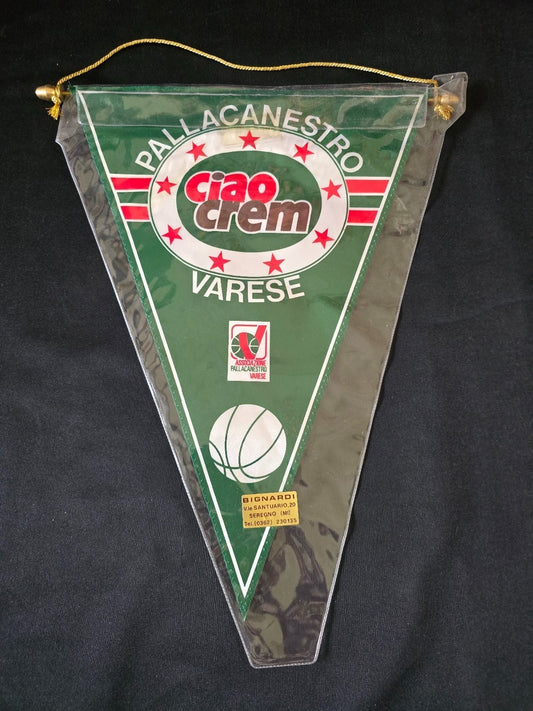 PALLACANESTRO
ciao
crem
VARESE
ASSOCIAZIONE
PALLACANESTRO
VARESE
BIGNARDI
V.le SANTUARIO,20
SEREGNO (MI)
Tel. (0362) 230135